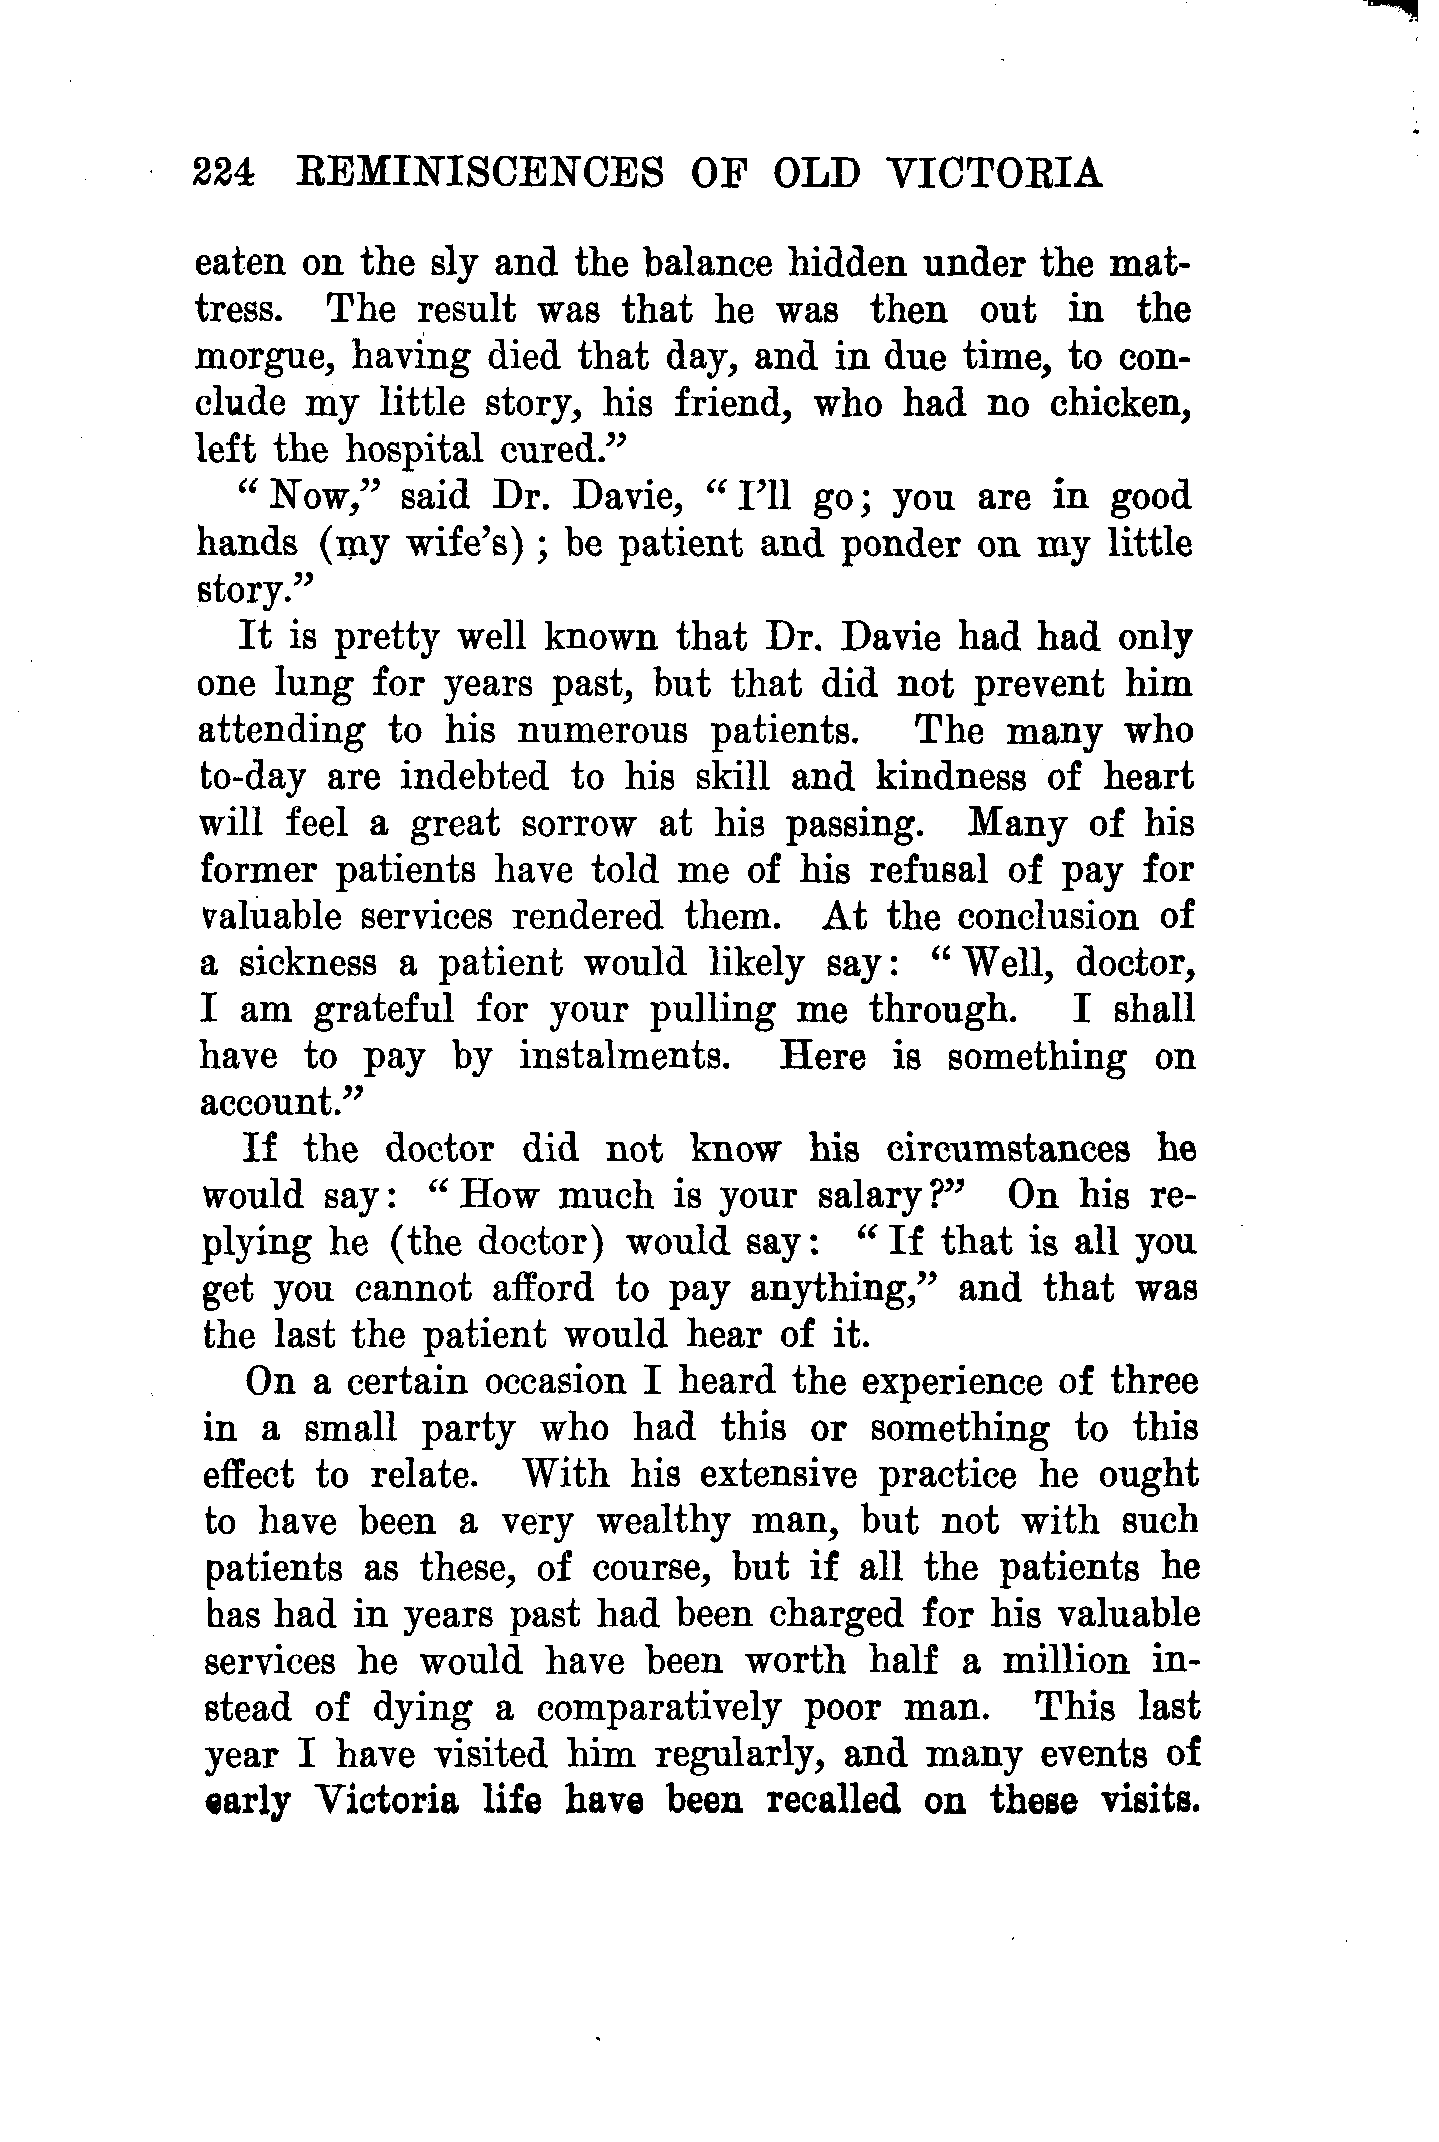 224 REMINISCENCES OF OLD VICTORIA
eaten on the sly and the balance hidden under the mat-
tress. The result was that he was then out in the
morgue, having died that day, and in due time, to con-
clude my little story, his friend, who had no chicken,
left the hospital cured."
"Now," said Dr. Davie, "I'll go; you are in good
hands (my wife's); be patient and ponder on my little
story."
It is pretty well known that Dr. Davie had had only
one lung for years past, but that did not prevent him
attending to his numerous patients. The many who
to-day are indebted to his skill and kindness of heart
will feel a great sorrow at his passing. Many of his
former patients have told me of his refusal of pay for
valuable services rendered them. At the conclusion of
a sickness a patient would likely say: "Well, doctor,
I am grateful for your pulling me through. I shall
have to pay by instalments. Here is something on
account."
If the doctor did not know his circumstances he
would say: "How much is your salary?" On his re-
plying he (the doctor) would say: "If that is all you
get you cannot afford to pay anything," and that was
the last the patient would hear of it.
On a certain occasion I heard the experience of three
in a small party who had this or something to this
effect to relate. With his extensive practice he ought
to have been a very wealthy man, but not with such
patients as these, of course, but if all the patients he
has had in years past had been charged for his valuable
services he would have been worth half a million in-
stead of dying a comparatively poor man. This last
year I have visited him regularly, and many events of
early Victoria life have been recalled on these visits.